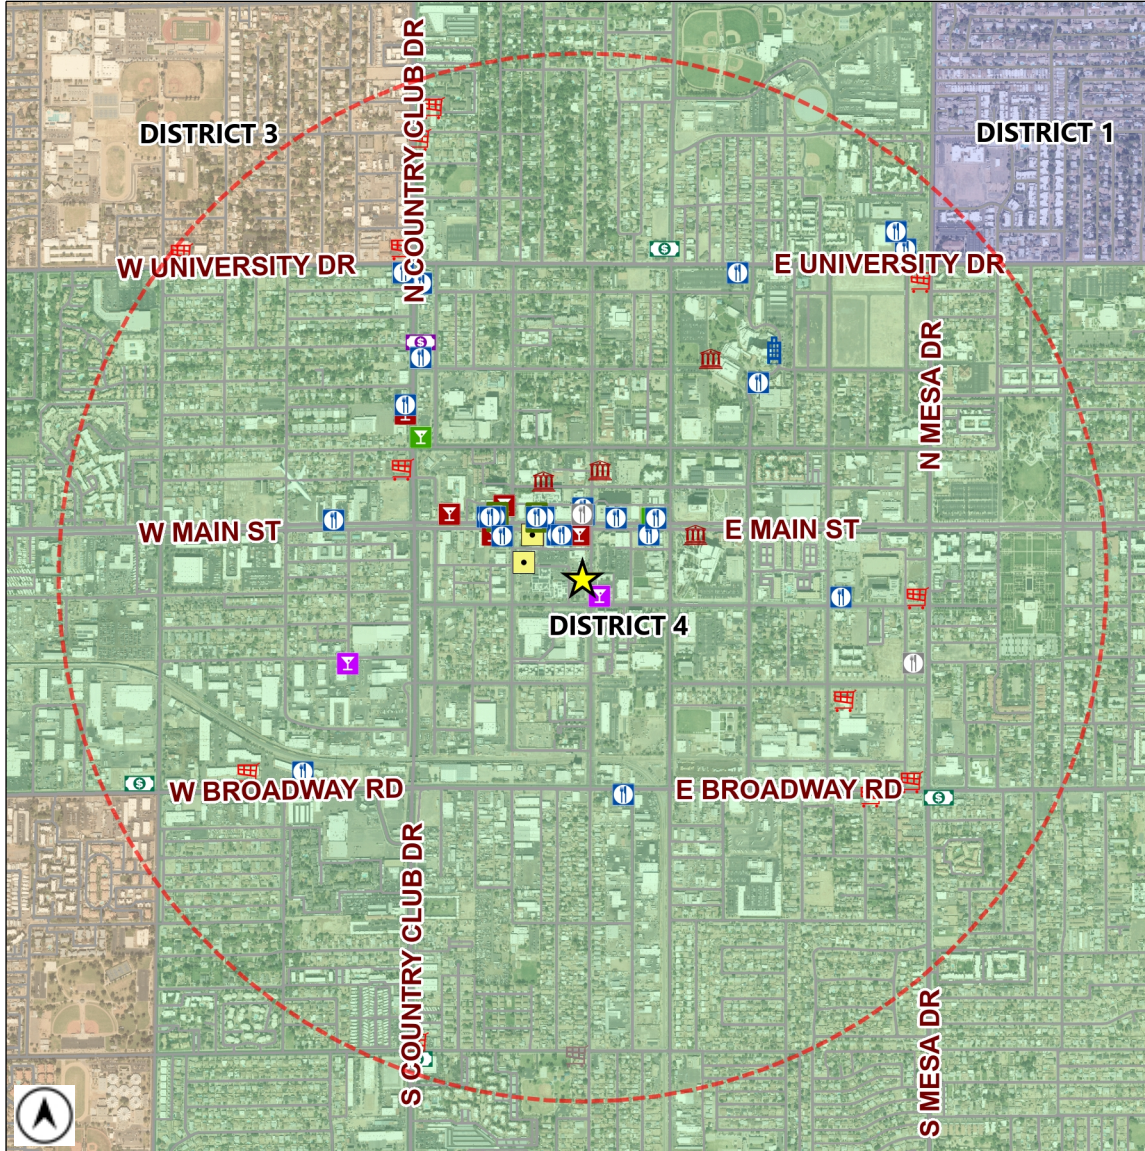 N COUNTRY CLUB DR
DISTRICT 3
DISTRICT 1
W UNIVERSITY DR
E UNIVERSITY DR
N MESA DR
W MAIN ST
E MAIN ST
DISTRICT 4
W BROADWAY RD
E BROADWAY RD
S COUNTRY CLUB DR
S MESA DR